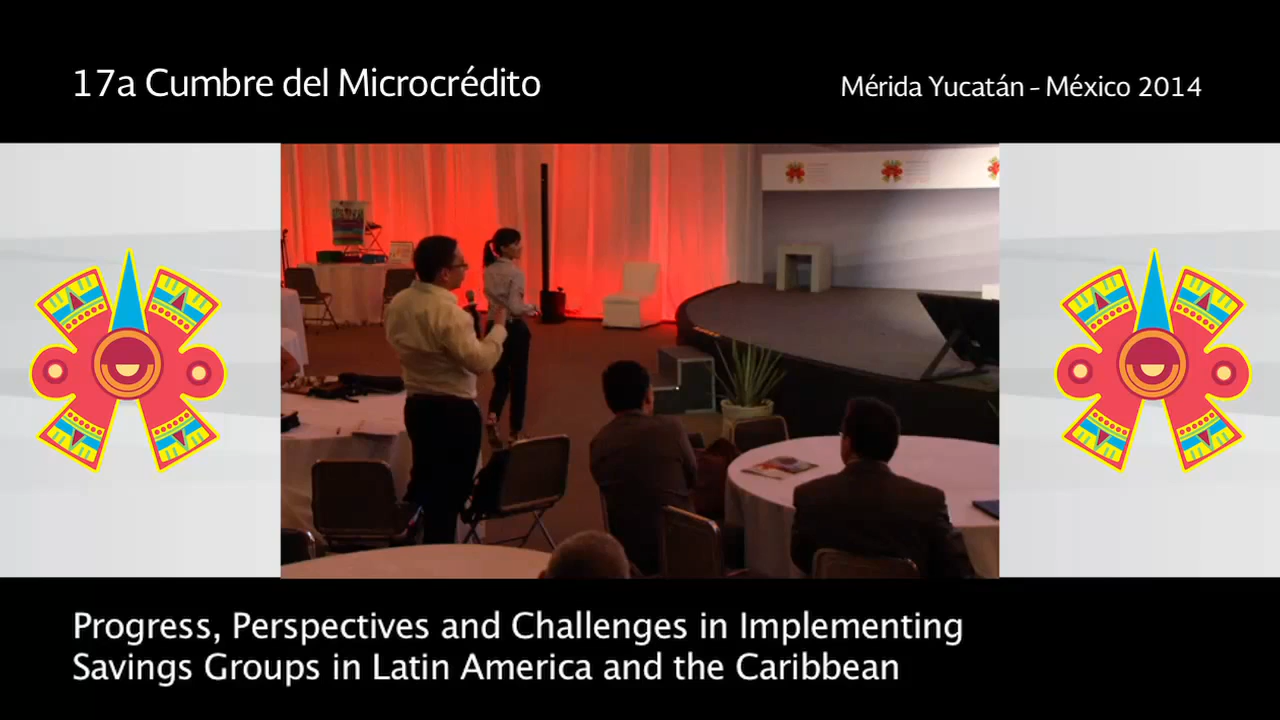 17a Cumbre del Microcrédito
Mérida Yucatán - México 2014
Progress, Perspectives and Challenges in Implementing
Savings Groups in Latin America and the Caribbean